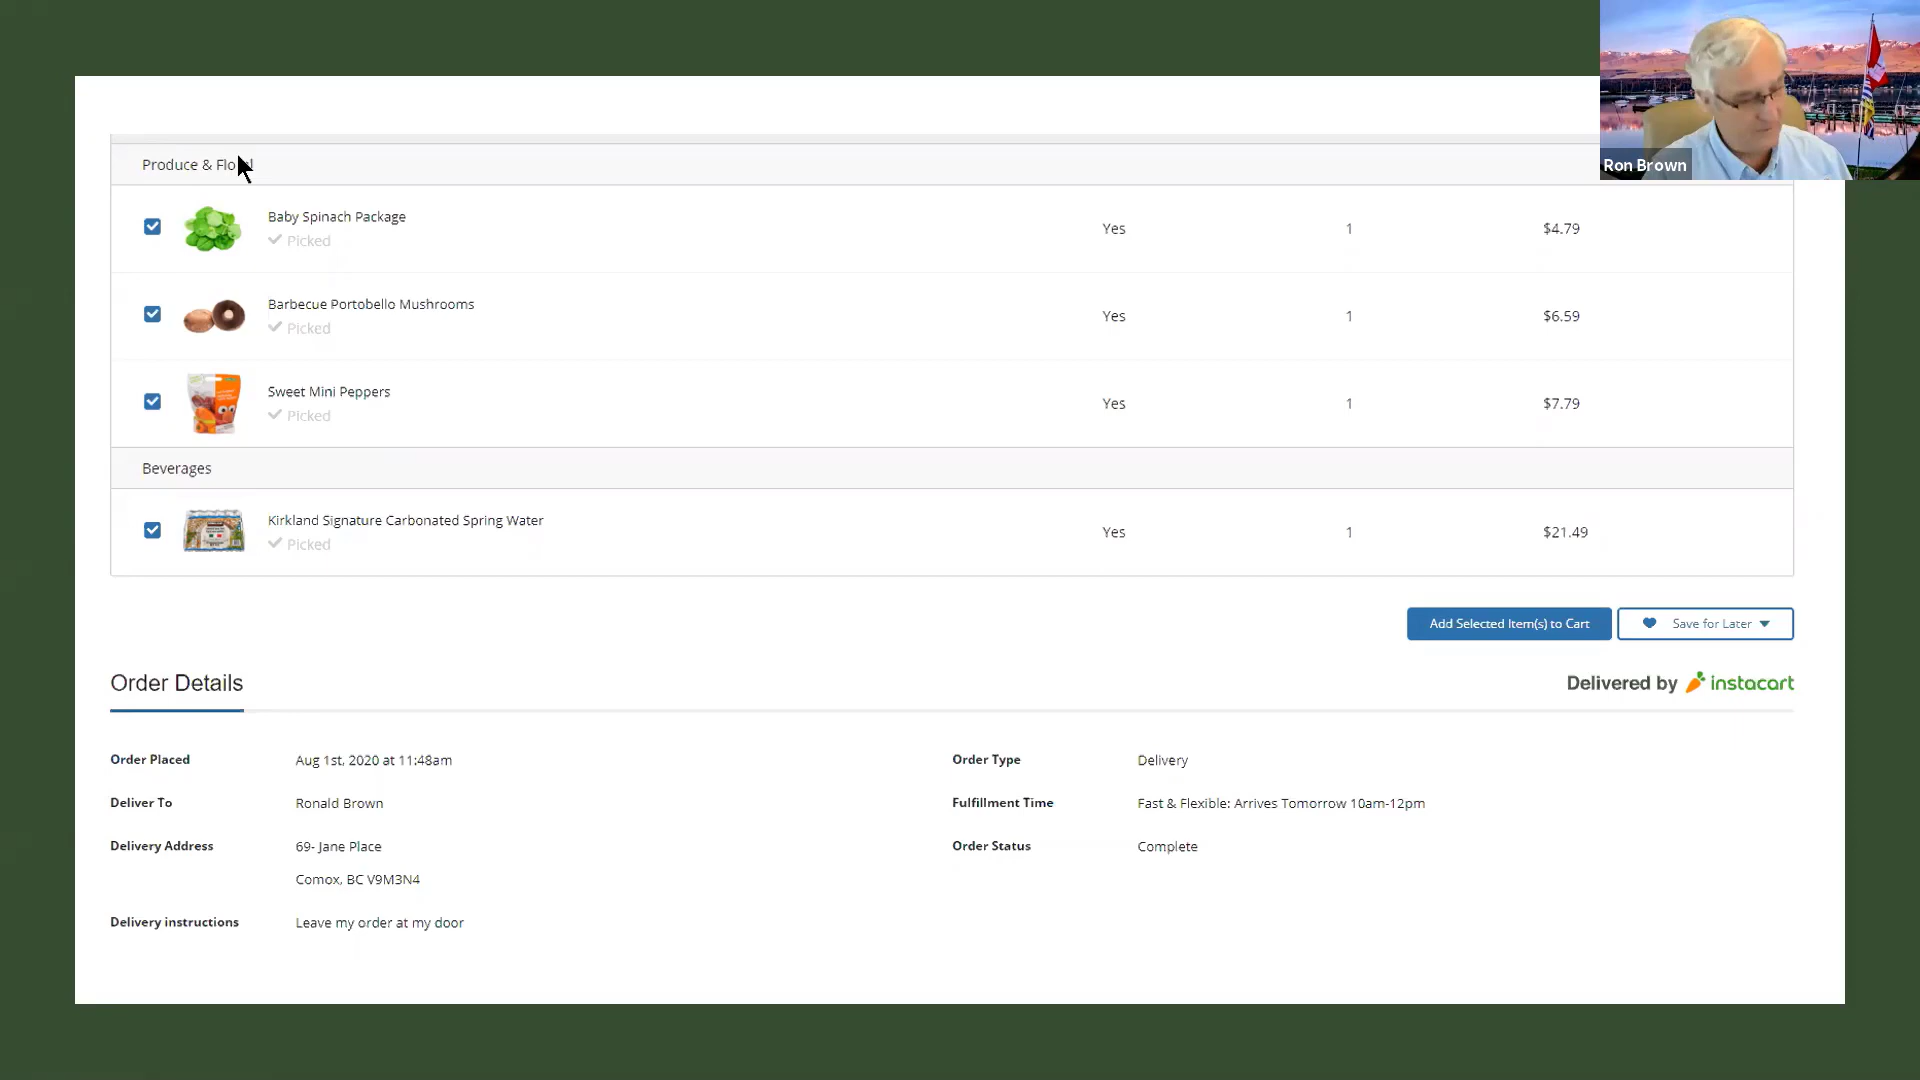 Produce & Floral
Baby Spinach Package
Picked
Yes
1
$4.79
Barbecue Portobello Mushrooms
Picked
Yes
1
$6.59
Sweet Mini Peppers
Picked
Yes
1
$7.79
Beverages
Kirkland Signature Carbonated Spring Water
Picked
Yes
1
$21.49
Add Selected Item(s) to Cart
Save for Later
Order Details
Delivered by instacart
Order Placed Aug 1st, 2020 at 11:48am
Deliver To Ronald Brown
Delivery Address 69- Jane Place
Comox, BC V9M3N4
Delivery instructions Leave my order at my door
Order Type Delivery
Fulfillment Time Fast & Flexible: Arrives Tomorrow 10am-12pm
Order Status Complete
Ron Brown